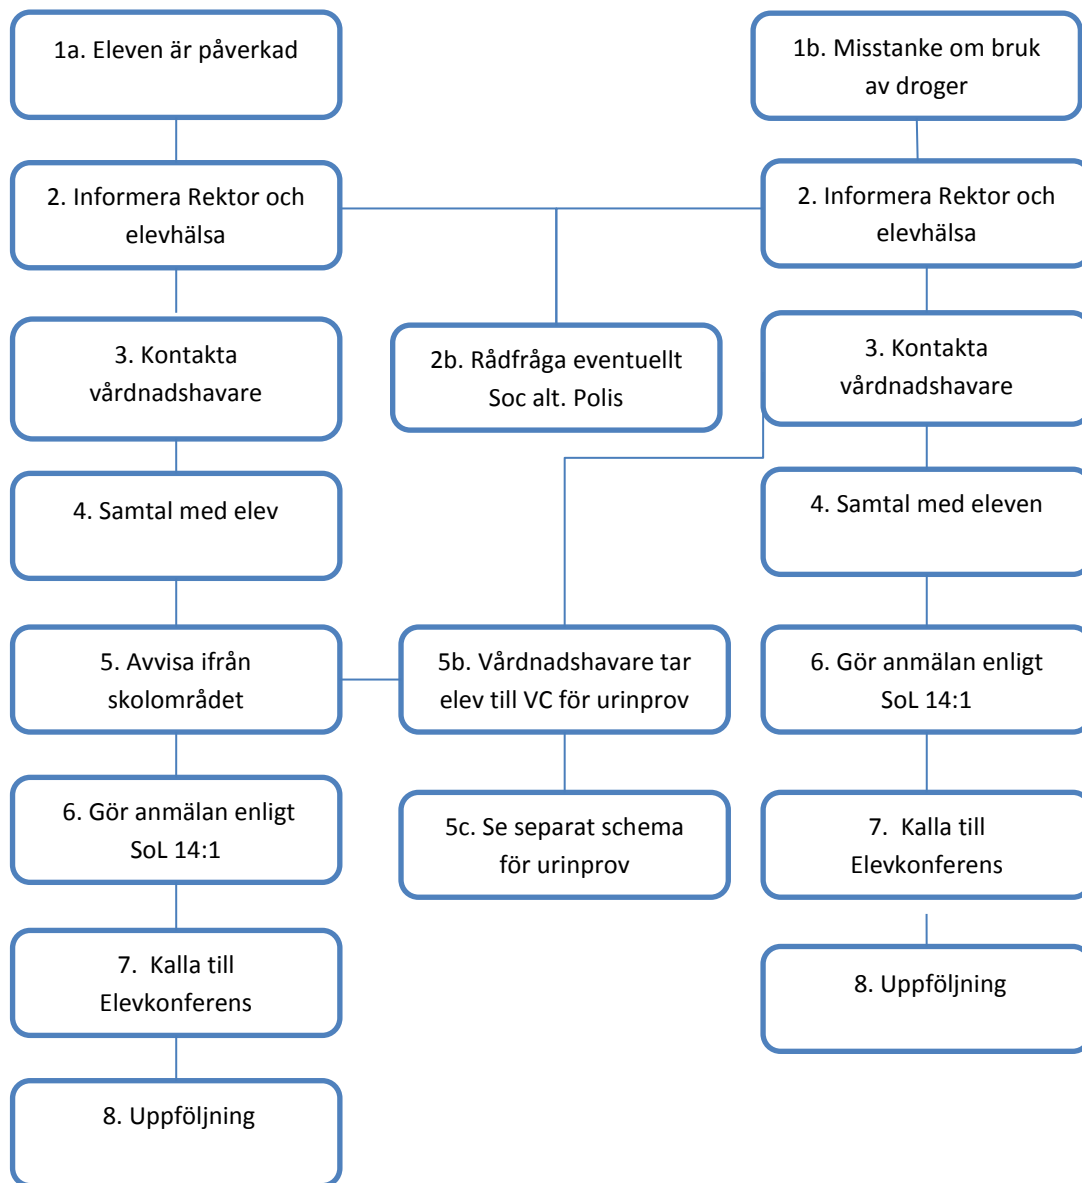 1a. Eleven är påverkad
1b. Misstanke om bruk
av droger
2. Informera Rektor och
elevhälsa
2. Informera Rektor och
elevhälsa
3. Kontakta
vårdnadshavare
2b. Rådfråga eventuellt
Soc alt. Polis
3. Kontakta
vårdnadshavare
4. Samtal med elev
4. Samtal med eleven
5. Avvisa ifrån
skolområdet
5b. Vårdnadshavare tar
elev till VC för urinprov
6. Gör anmälan enligt
SoL 14:1
6. Gör anmälan enligt
SoL 14:1
5c. Se separat schema
för urinprov
7.  Kalla till
Elevkonferens
7.  Kalla till
Elevkonferens
8. Uppföljning
8. Uppföljning